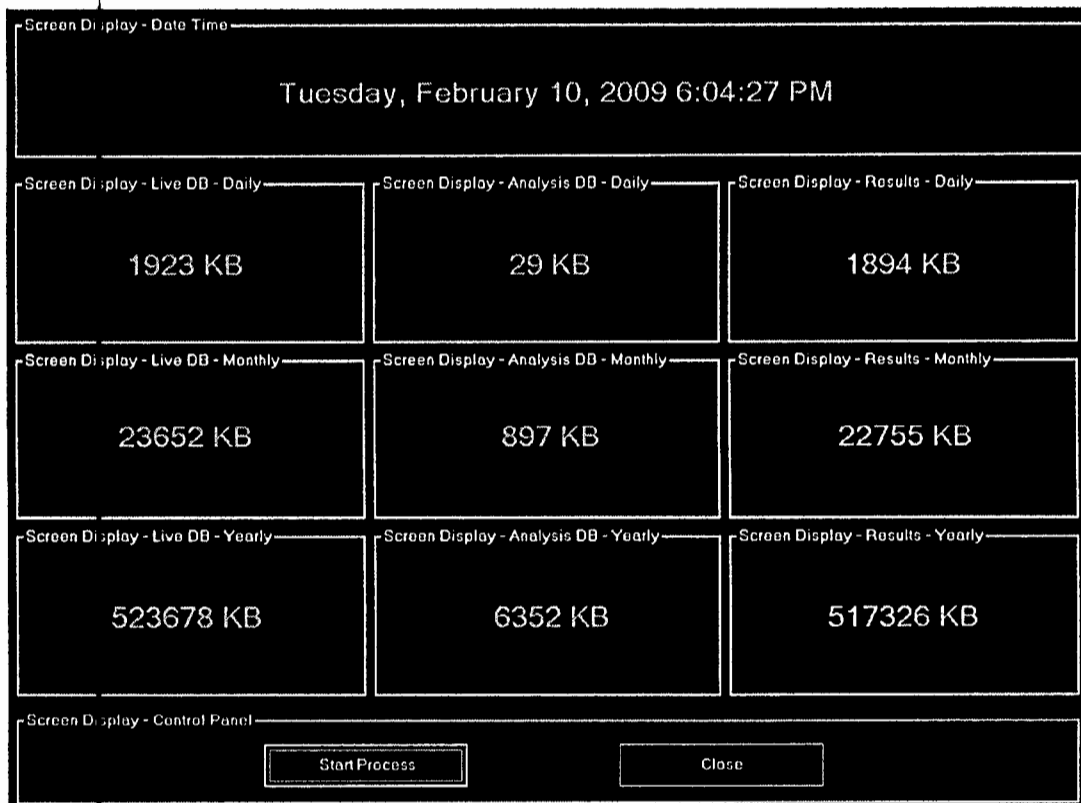 Screen Display - Date Time
Tuesday, February 10, 2009 6:04:27 PM
Screen Display - Live DB - Daily
Screen Display - Analysis DB - Daily
Screen Display - Results - Daily
1923 KB
29 KB
1894 KB
Screen Display - Live DB - Monthly
Screen Display - Analysis DB - Monthly
Screen Display - Results - Monthly
23652 KB
897 KB
22755 KB
Screen Display - Live DB - Yearly
Screen Display - Analysis DB - Yearly
Screen Display - Results - Yearly
523678 KB
6352 KB
517326 KB
Screen Display - Control Panel
Start Process
Close